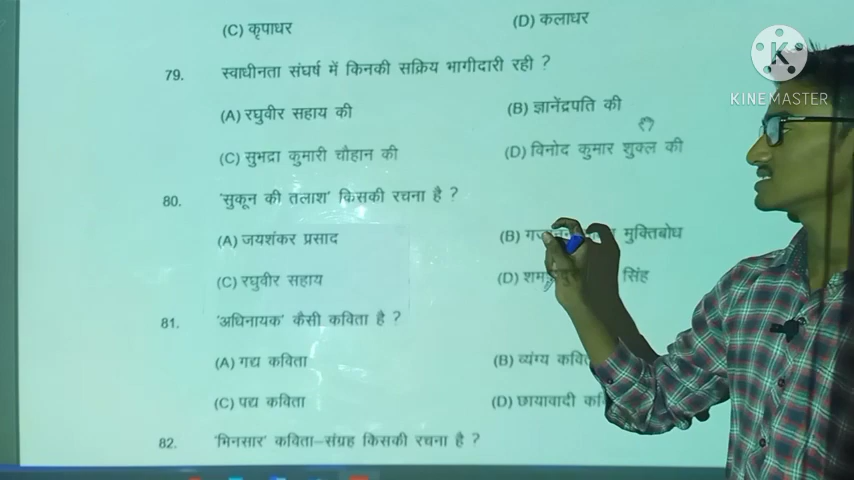 (C) कृपाधर (D) कलाधर
79. स्वाधीनता संघर्ष में किनकी सक्रिय भागीदारी रही ?
(A) रघुवीर सहाय की (B) ज्ञानेंद्रपति की
(C) सुभद्रा कुमारी चौहान की (D) विनोद कुमार शुक्ल की
80. 'सुकून की तलाश' किसकी रचना है ?
(A) जयशंकर प्रसाद (B) मुक्तिबोध
(C) रघुवीर सहाय (D) सिंह
81. 'अधिनायक' कैसी कविता है ?
(A) गद्य कविता (B) व्यंग्य
(C) पद्य कविता (D) छायावादी
82. 'भिनसार' कविता-संग्रह किसकी रचना है ?
K
KINEMASTER